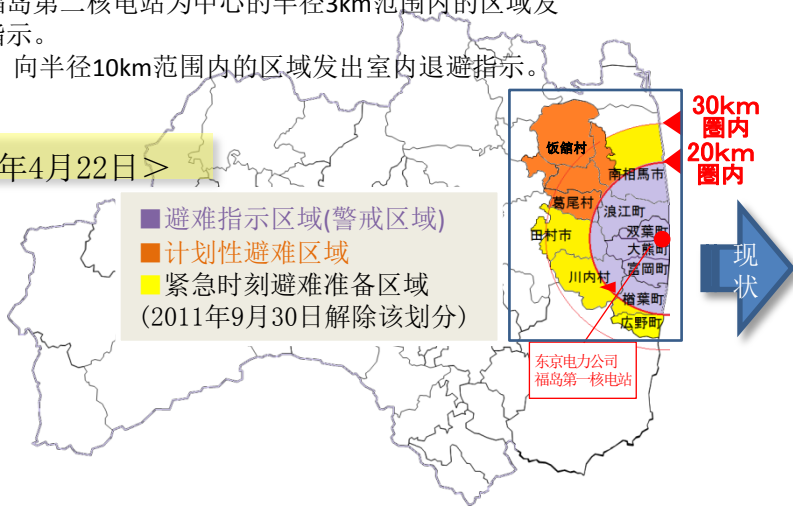 福岛第二核电站为中心的半径3km范围内的区域发
指示。
向半径10km范围内的区域发出室内退避指示。
年4月22日＞
■避难指示区域(警戒区域)
■计划性避难区域
■紧急时刻避难准备区域
(2011年9月30日解除该划分)
30km
圏内
20km
圏内
饭舘村
南相馬市
葛尾村
浪江町
双葉町
田村市
大熊町
富岡町
川内村
楢葉町
広野町
东京电力公司
福岛第一核电站
现
状